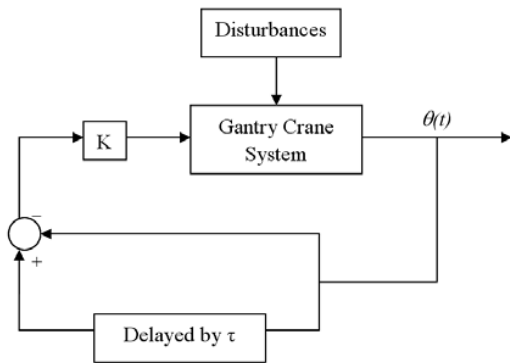 Disturbances
θ(t)
K
Gantry Crane
System
−
+
Delayed by τ